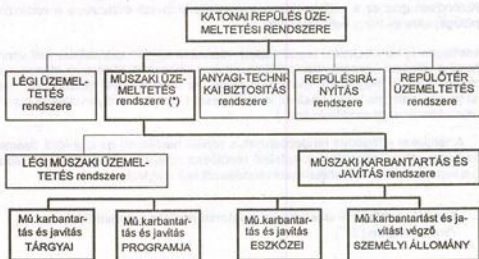 KATONAI REPÜLÉS ÜZE-
MELTETÉSI RENDSZERE
LÉGI ÜZEMEL-
TETÉS
rendszere
MŰSZAKI ÜZE-
MELTETÉS
rendszere (*)
ANYAGI-TECHNI-
KAI BIZTOSITÁS
rendszere
REPÜLÉSIRÁ-
NYÍTÁS
rendszere
REPÜLŐTÉR
ÜZEMELTETÉS
rendszere
LÉGI MŰSZAKI ÜZEMEL-
TETÉS rendszere
MŰSZAKI KARBANTARTÁS ÉS
JAVÍTÁS rendszere
Mű.karbantar-
tás és javítás
TÁRGYAI
Mű.karbantar-
tás és javítás
PROGRAMJA
Mű.karbantar-
tás és javítás
ESZKÖZEI
Mű.karbantartást és ja-
vitást végző
SZEMÉLYI ÁLLOMÁNY